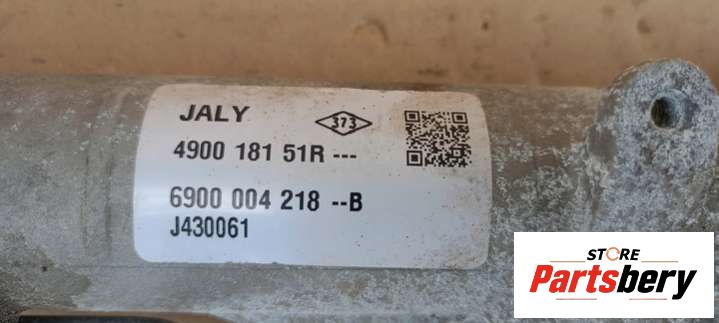 JALY
373
4900 181 51R ---
6900 004 218 --B
J430061
STORE
Partsbery